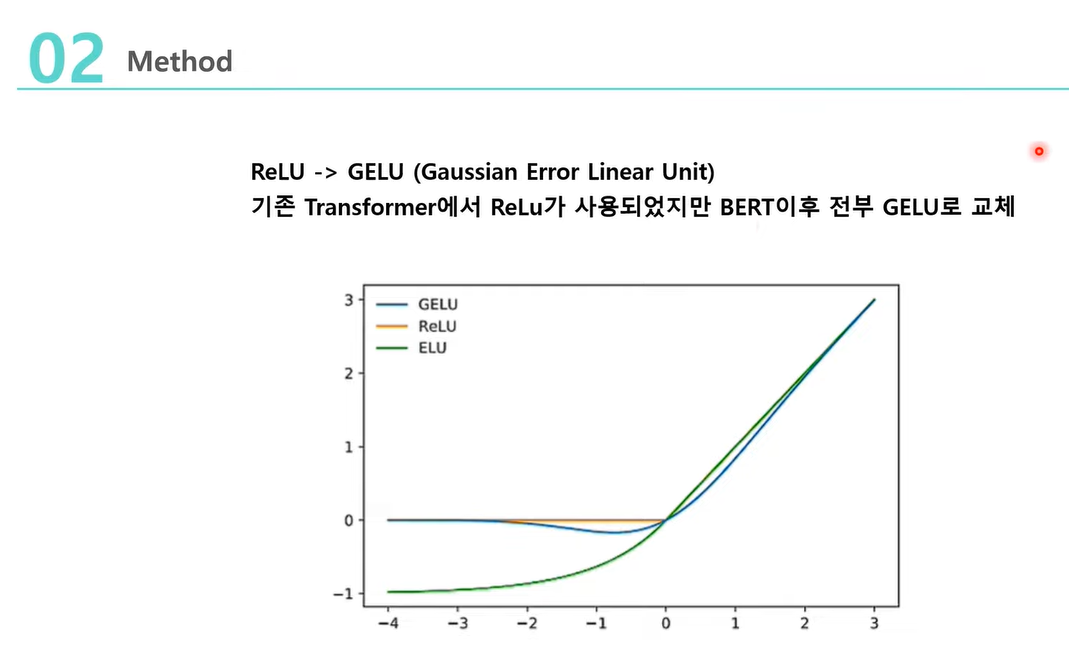 02 Method
ReLU -> GELU (Gaussian Error Linear Unit)
기존 Transformer에서 ReLu가 사용되었지만 BERT이후 전부 GELU로 교체
GELU
ReLU
ELU
3
2
1
0
−1
−4 −3 −2 −1 0 1 2 3